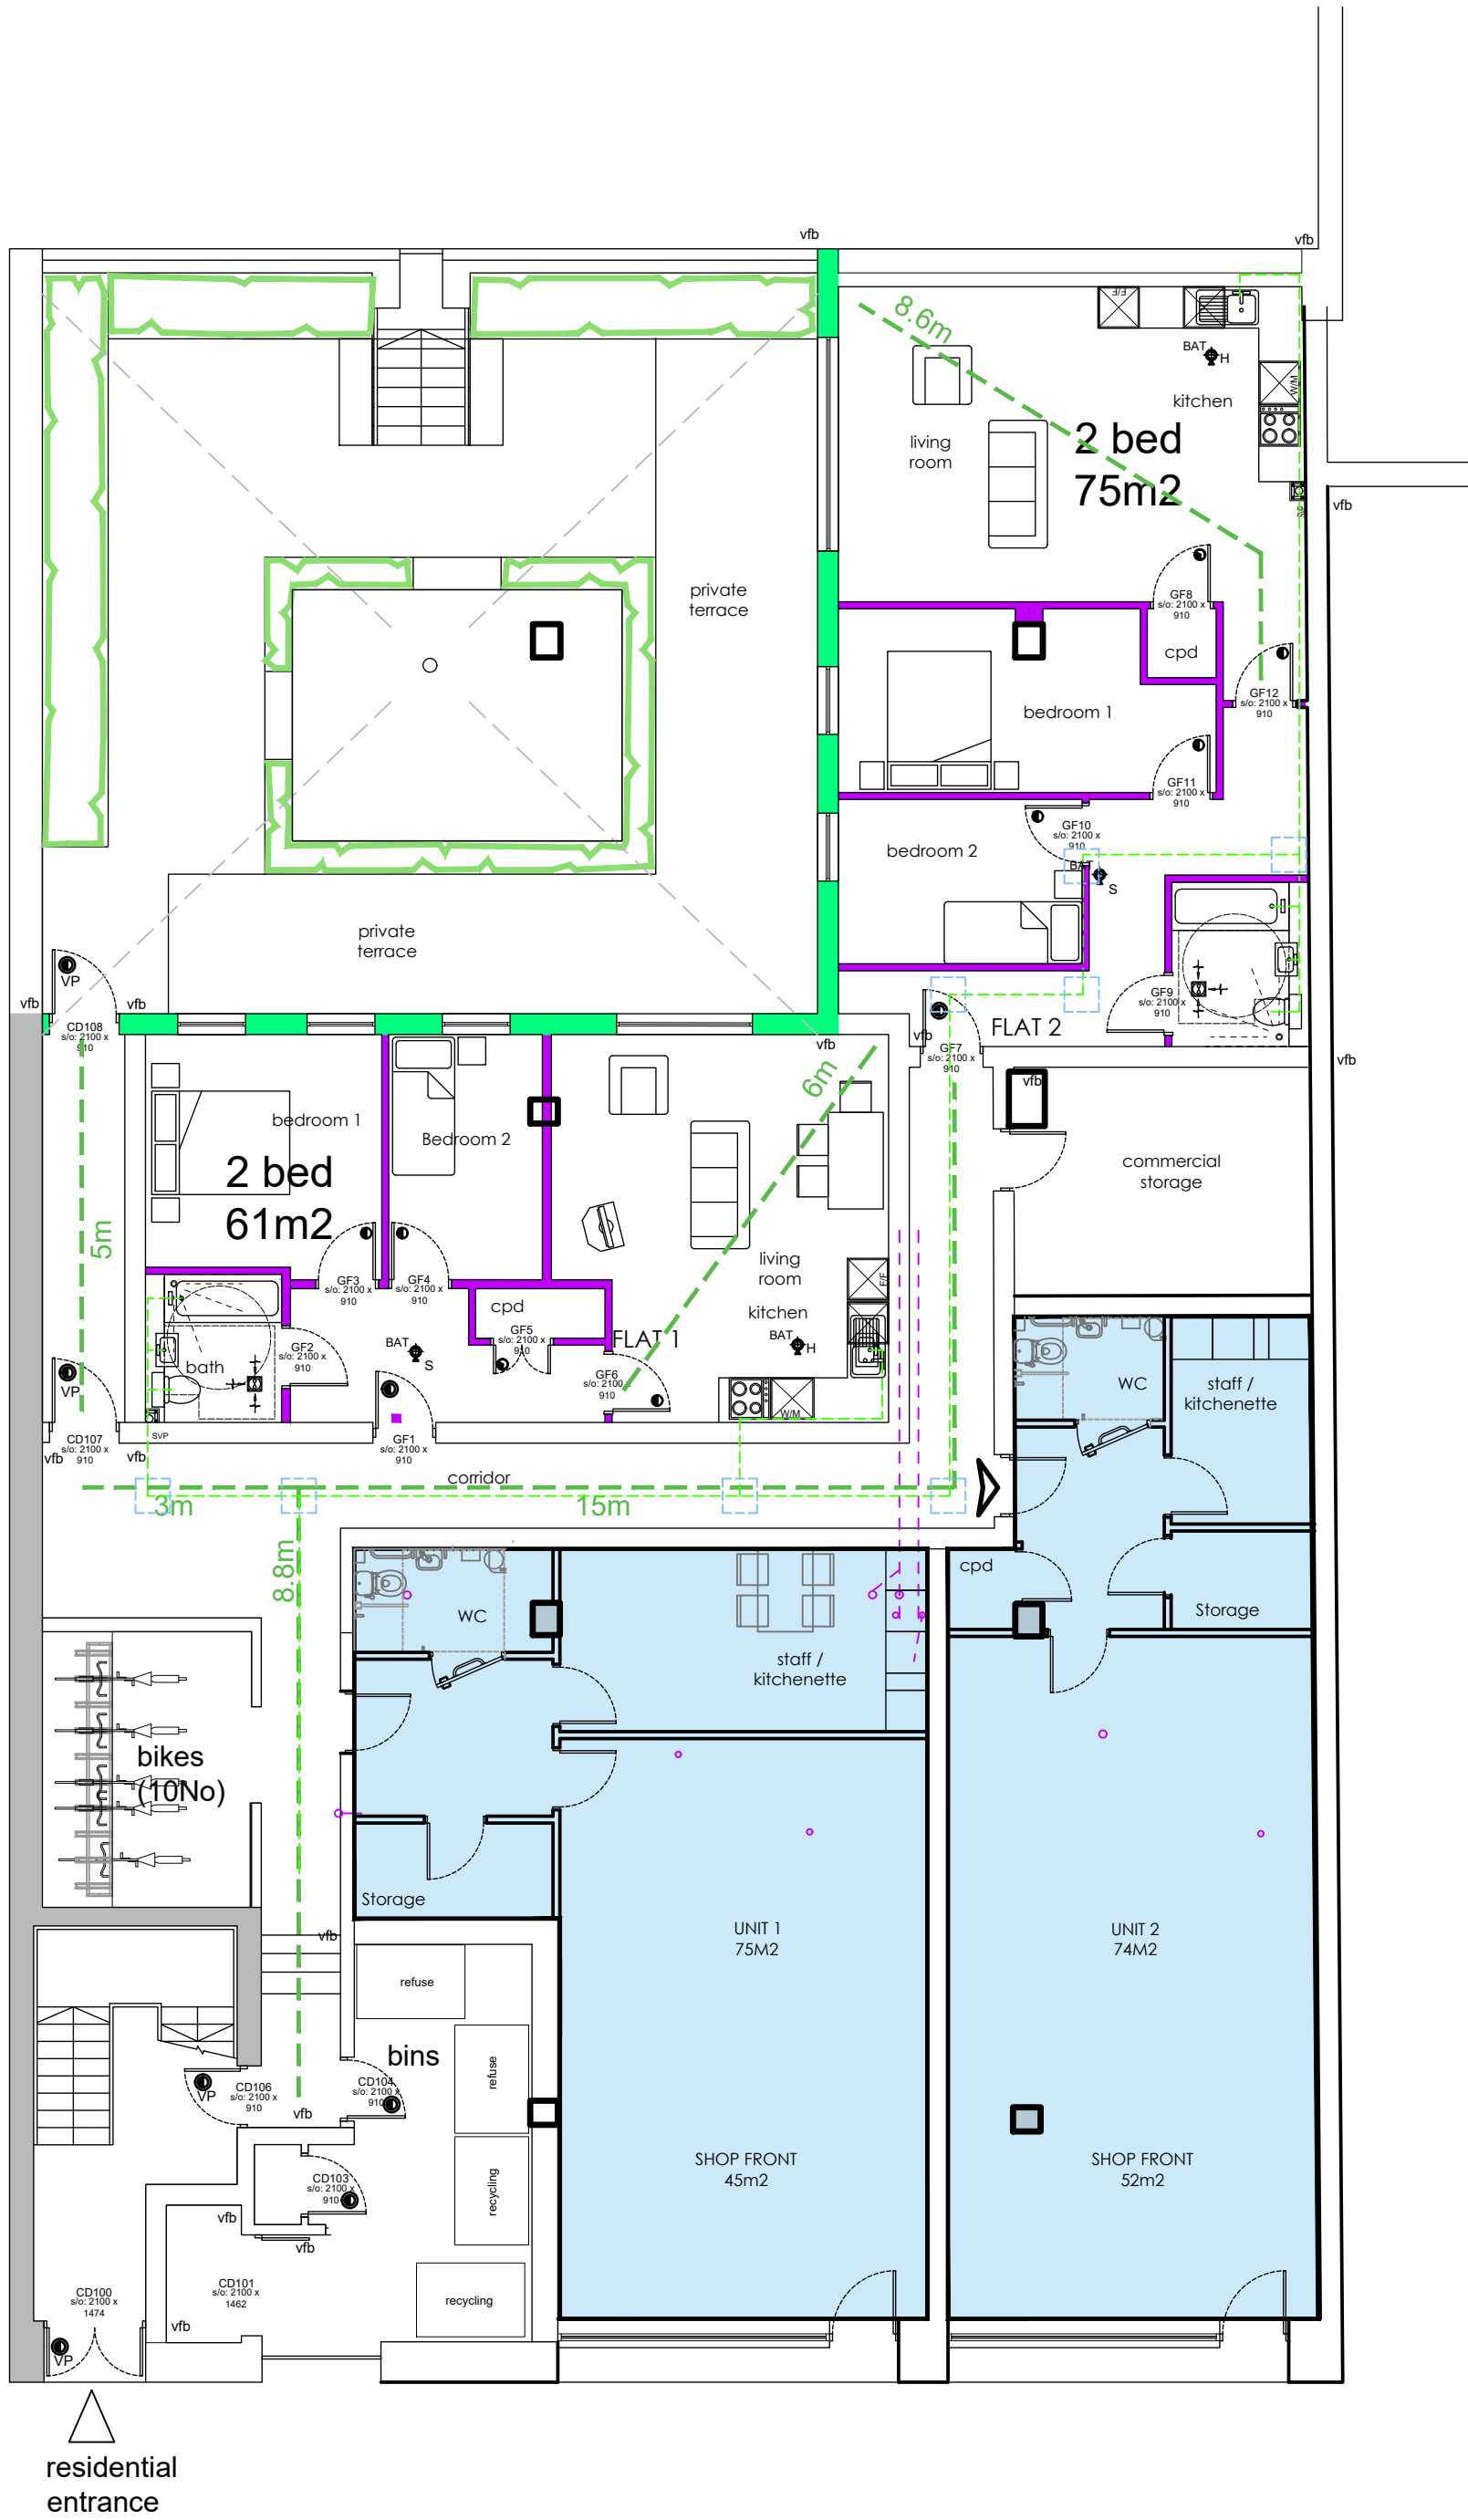 vfb
vfb
8.6m
F/F
BAT
H
W/M
kitchen
living
room
2 bed
75m2
SVP
vfb
GF8
s/o: 2100 x
910
cpd
private
terrace
GF12
s/o: 2100 x
910
bedroom 1
GF11
s/o: 2100 x
910
GF10
s/o: 2100 x
910
bedroom 2
BAT
S
private
terrace
VP
vfb
vfb
GF9
s/o: 2100 x
910
FLAT 2
CD108
s/o: 2100 x
910
vfb
vfb
GF7
s/o: 2100 x
910
vfb
vfb
6m
bedroom 1
Bedroom 2
2 bed
61m2
commercial
storage
5m
living
room
F/F
GF3
s/o: 2100 x
910
GF4
s/o: 2100 x
910
cpd
kitchen
GF5
s/o: 2100 x
910
FLAT 1
BAT
H
BAT
S
GF2
s/o: 2100 x
910
bath
VP
GF6
s/o: 2100 x
910
WC
staff /
kitchenette
W/M
CD107
s/o: 2100 x
910
SVP
vfb
vfb
GF1
s/o: 2100 x
910
corridor
3m
15m
8.8m
cpd
WC
Storage
staff /
kitchenette
bikes
(10No)
Storage
UNIT 1
75M2
UNIT 2
74M2
vfb
refuse
bins
refuse
CD106
s/o: 2100 x
910
VP
CD104
s/o: 2100 x
910
vfb
recycling
SHOP FRONT
45m2
SHOP FRONT
52m2
CD103
s/o: 2100 x
910
vfb
vfb
CD100
s/o: 2100 x
1474
CD101
s/o: 2100 x
1462
recycling
vfb
VP
residential
entrance